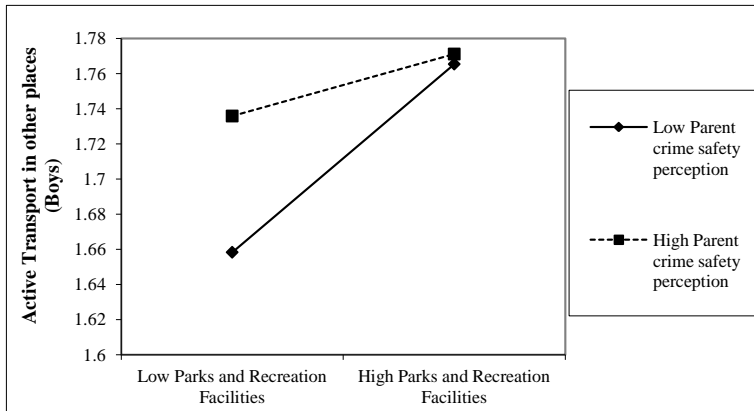 Active Transport in other places
(Boys)
1.78
1.76
1.74
1.72
1.7
1.68
1.66
1.64
1.62
1.6
Low Parks and Recreation
Facilities
High Parks and Recreation
Facilities
Low Parent
crime safety
perception
High Parent
crime safety
perception